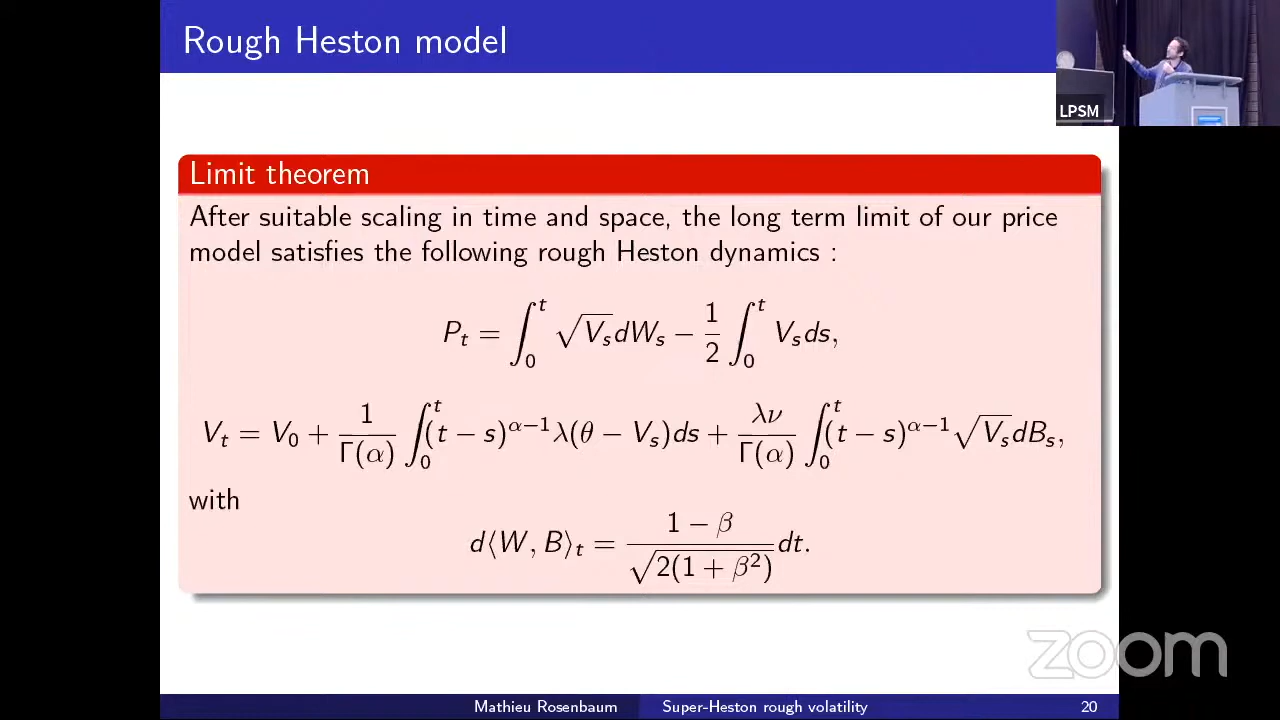 Rough Heston model
LPSM
Limit theorem
After suitable scaling in time and space, the long term limit of our price
model satisfies the following rough Heston dynamics :
P_t = ∫_0^t √V_s dW_s − 1/2 ∫_0^t V_s ds,
V_t = V_0 + 1/Γ(α) ∫_0^t (t − s)^{α−1} λ(θ − V_s)ds + λν/Γ(α) ∫_0^t (t − s)^{α−1} √V_s dB_s,
with
d⟨W, B⟩_t = (1 − β)/√(2(1 + β²)) dt.
zoom
Mathieu Rosenbaum Super-Heston rough volatility 20